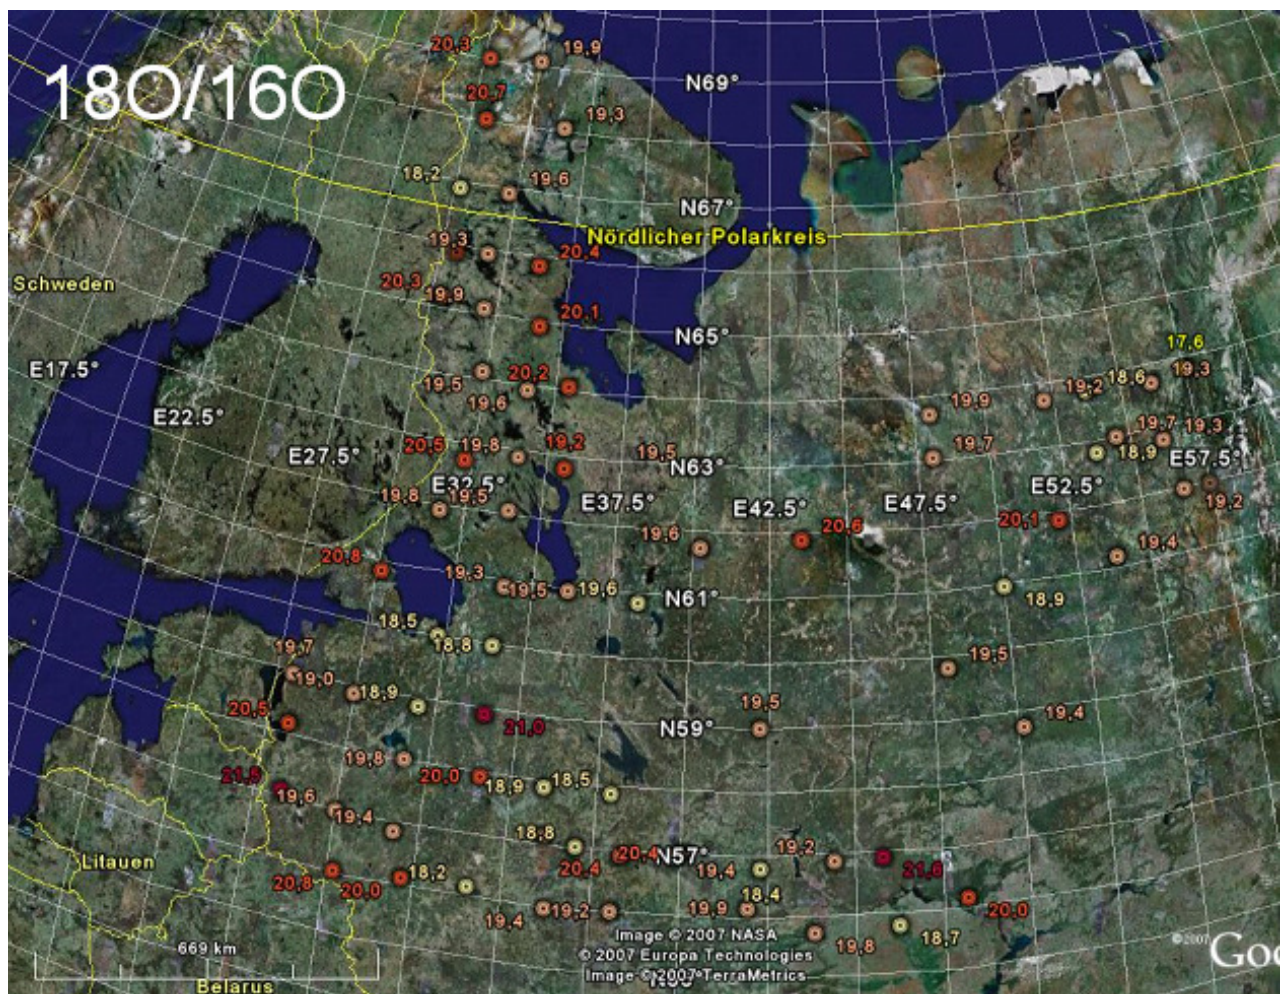 20,3
19,9
18O/16O
N69°
20,7
19,3
18,2
19,6
N67°
Nördlicher Polarkreis
19,3
20,4
Schweden
20,3
19,9
20,1
N65°
17,6
E17.5°
19,5
20,2
19,2
18,6
19,3
19,6
19,9
E22.5°
20,5
19,8
19,2
19,5
19,7
19,7
19,3
E27.5°
N63°
18,9
E57.5°
E32.5°
19,8
19,5
E37.5°
E42.5°
E47.5°
E52.5°
19,2
20,1
20,6
19,6
19,4
20,8
19,3
19,5
19,6
N61°
18,9
18,5
18,8
19,7
19,0
18,9
19,5
20,5
21,0
19,5
N59°
19,4
19,8
20,0
21,5
19,6
18,9
18,5
19,4
18,8
Litauen
20,4
20,4
N57°
19,4
19,2
21,6
20,8
20,0
18,2
18,4
19,4
19,2
19,9
20,0
19,8
18,7
669 km
Image © 2007 NASA
© 2007 Europa Technologies
Image © 2007 TerraMetrics
© 2007
Goo
Belarus